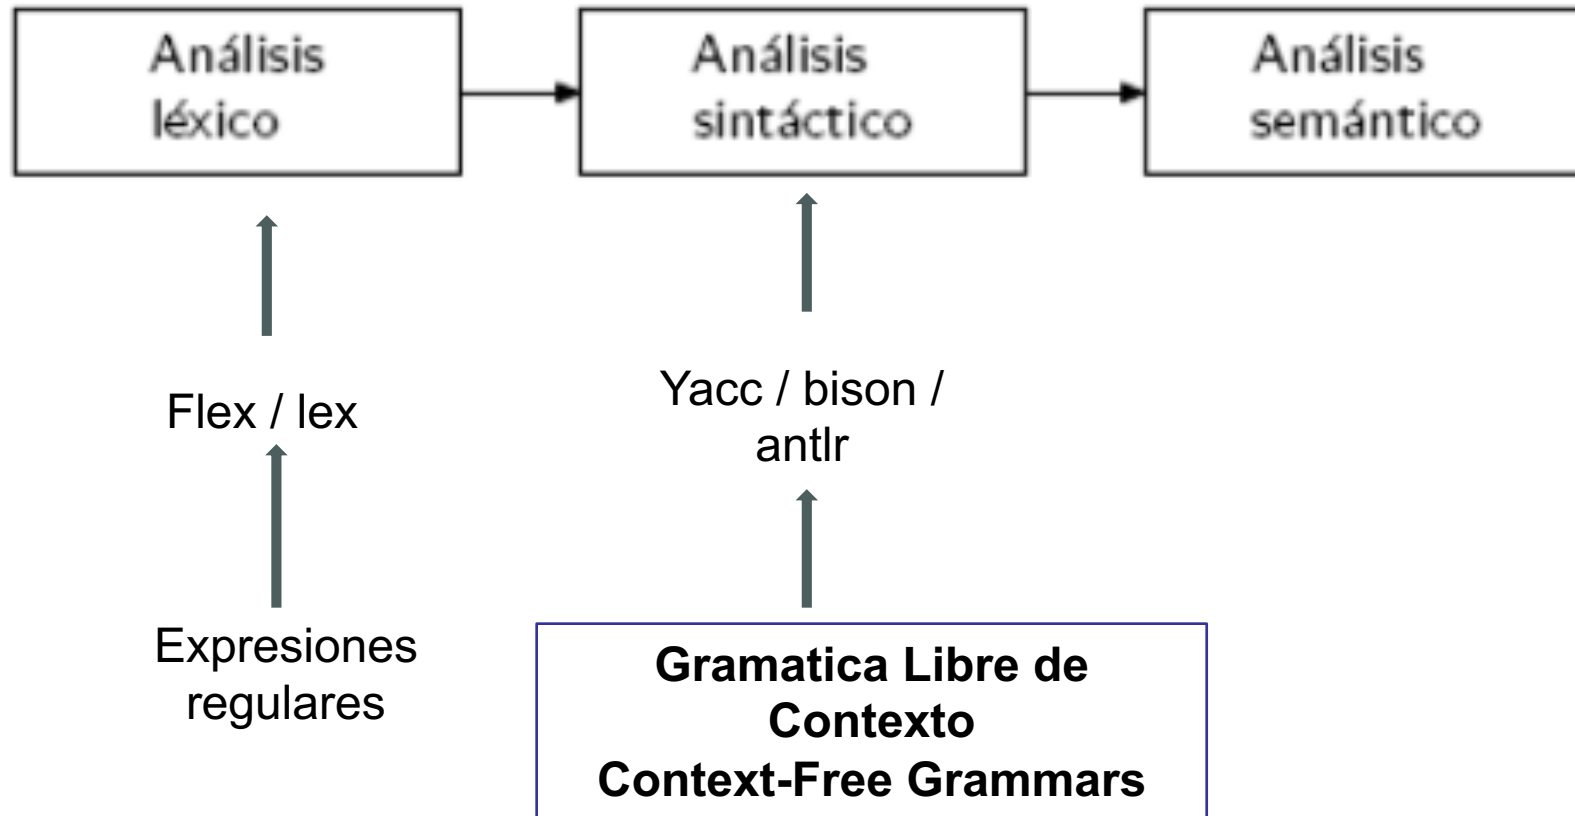 Análisis
léxico
Análisis
sintáctico
Análisis
semántico
Flex / lex
Yacc / bison /
antlr
Expresiones
regulares
Gramatica Libre de
Contexto
Context-Free Grammars